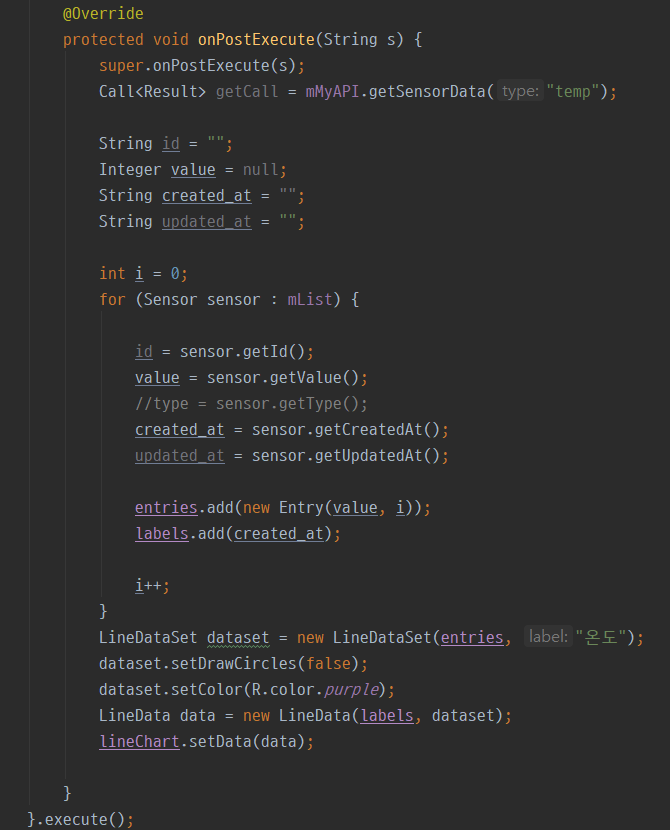 @Override
protected void onPostExecute(String s) {
super.onPostExecute(s);
Call<Result> getCall = mMyAPI.getSensorData( type: "temp");
String id = "";
Integer value = null;
String created_at = "";
String updated_at = "";
int i = 0;
for (Sensor sensor : mList) {
id = sensor.getId();
value = sensor.getValue();
//type = sensor.getType();
created_at = sensor.getCreatedAt();
updated_at = sensor.getUpdatedAt();
entries.add(new Entry(value, i));
labels.add(created_at);
i++;
}
LineDataSet dataset = new LineDataSet(entries, label: "온도");
dataset.setDrawCircles(false);
dataset.setColor(R.color.purple);
LineData data = new LineData(labels, dataset);
lineChart.setData(data);
}
}.execute();